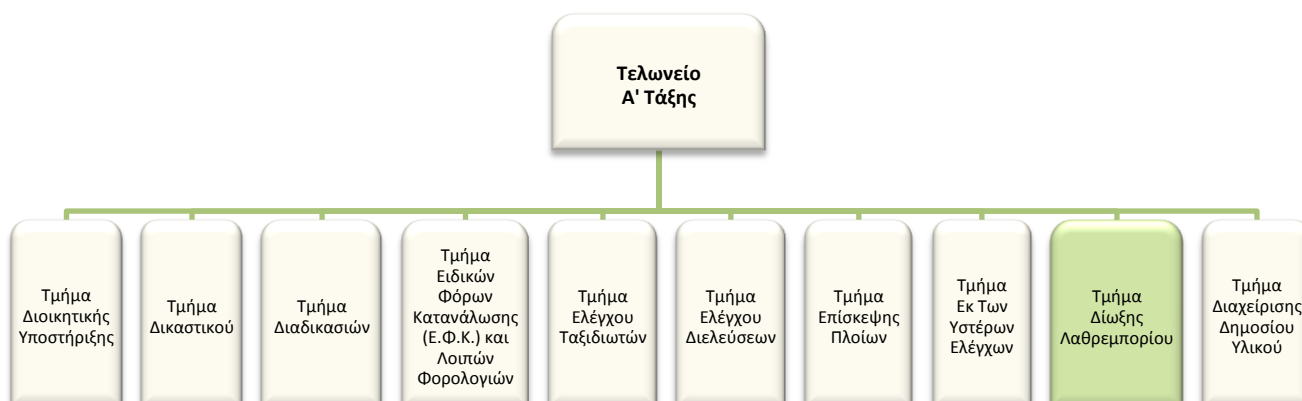 Τελωνείο
Α' Τάξης
Τμήμα
Διοικητικής
Υποστήριξης
Τμήμα
Δικαστικού
Τμήμα
Διαδικασιών
Τμήμα
Ειδικών
Φόρων
Κατανάλωσης
(Ε.Φ.Κ.) και
Λοιπών
Φορολογιών
Τμήμα
Ελέγχου
Ταξιδιωτών
Τμήμα
Ελέγχου
Διελεύσεων
Τμήμα
Επίσκεψης
Πλοίων
Τμήμα
Εκ Των
Υστέρων
Ελέγχων
Τμήμα
Δίωξης
Λαθρεμπορίου
Τμήμα
Διαχείρισης
Δημοσίου
Υλικού